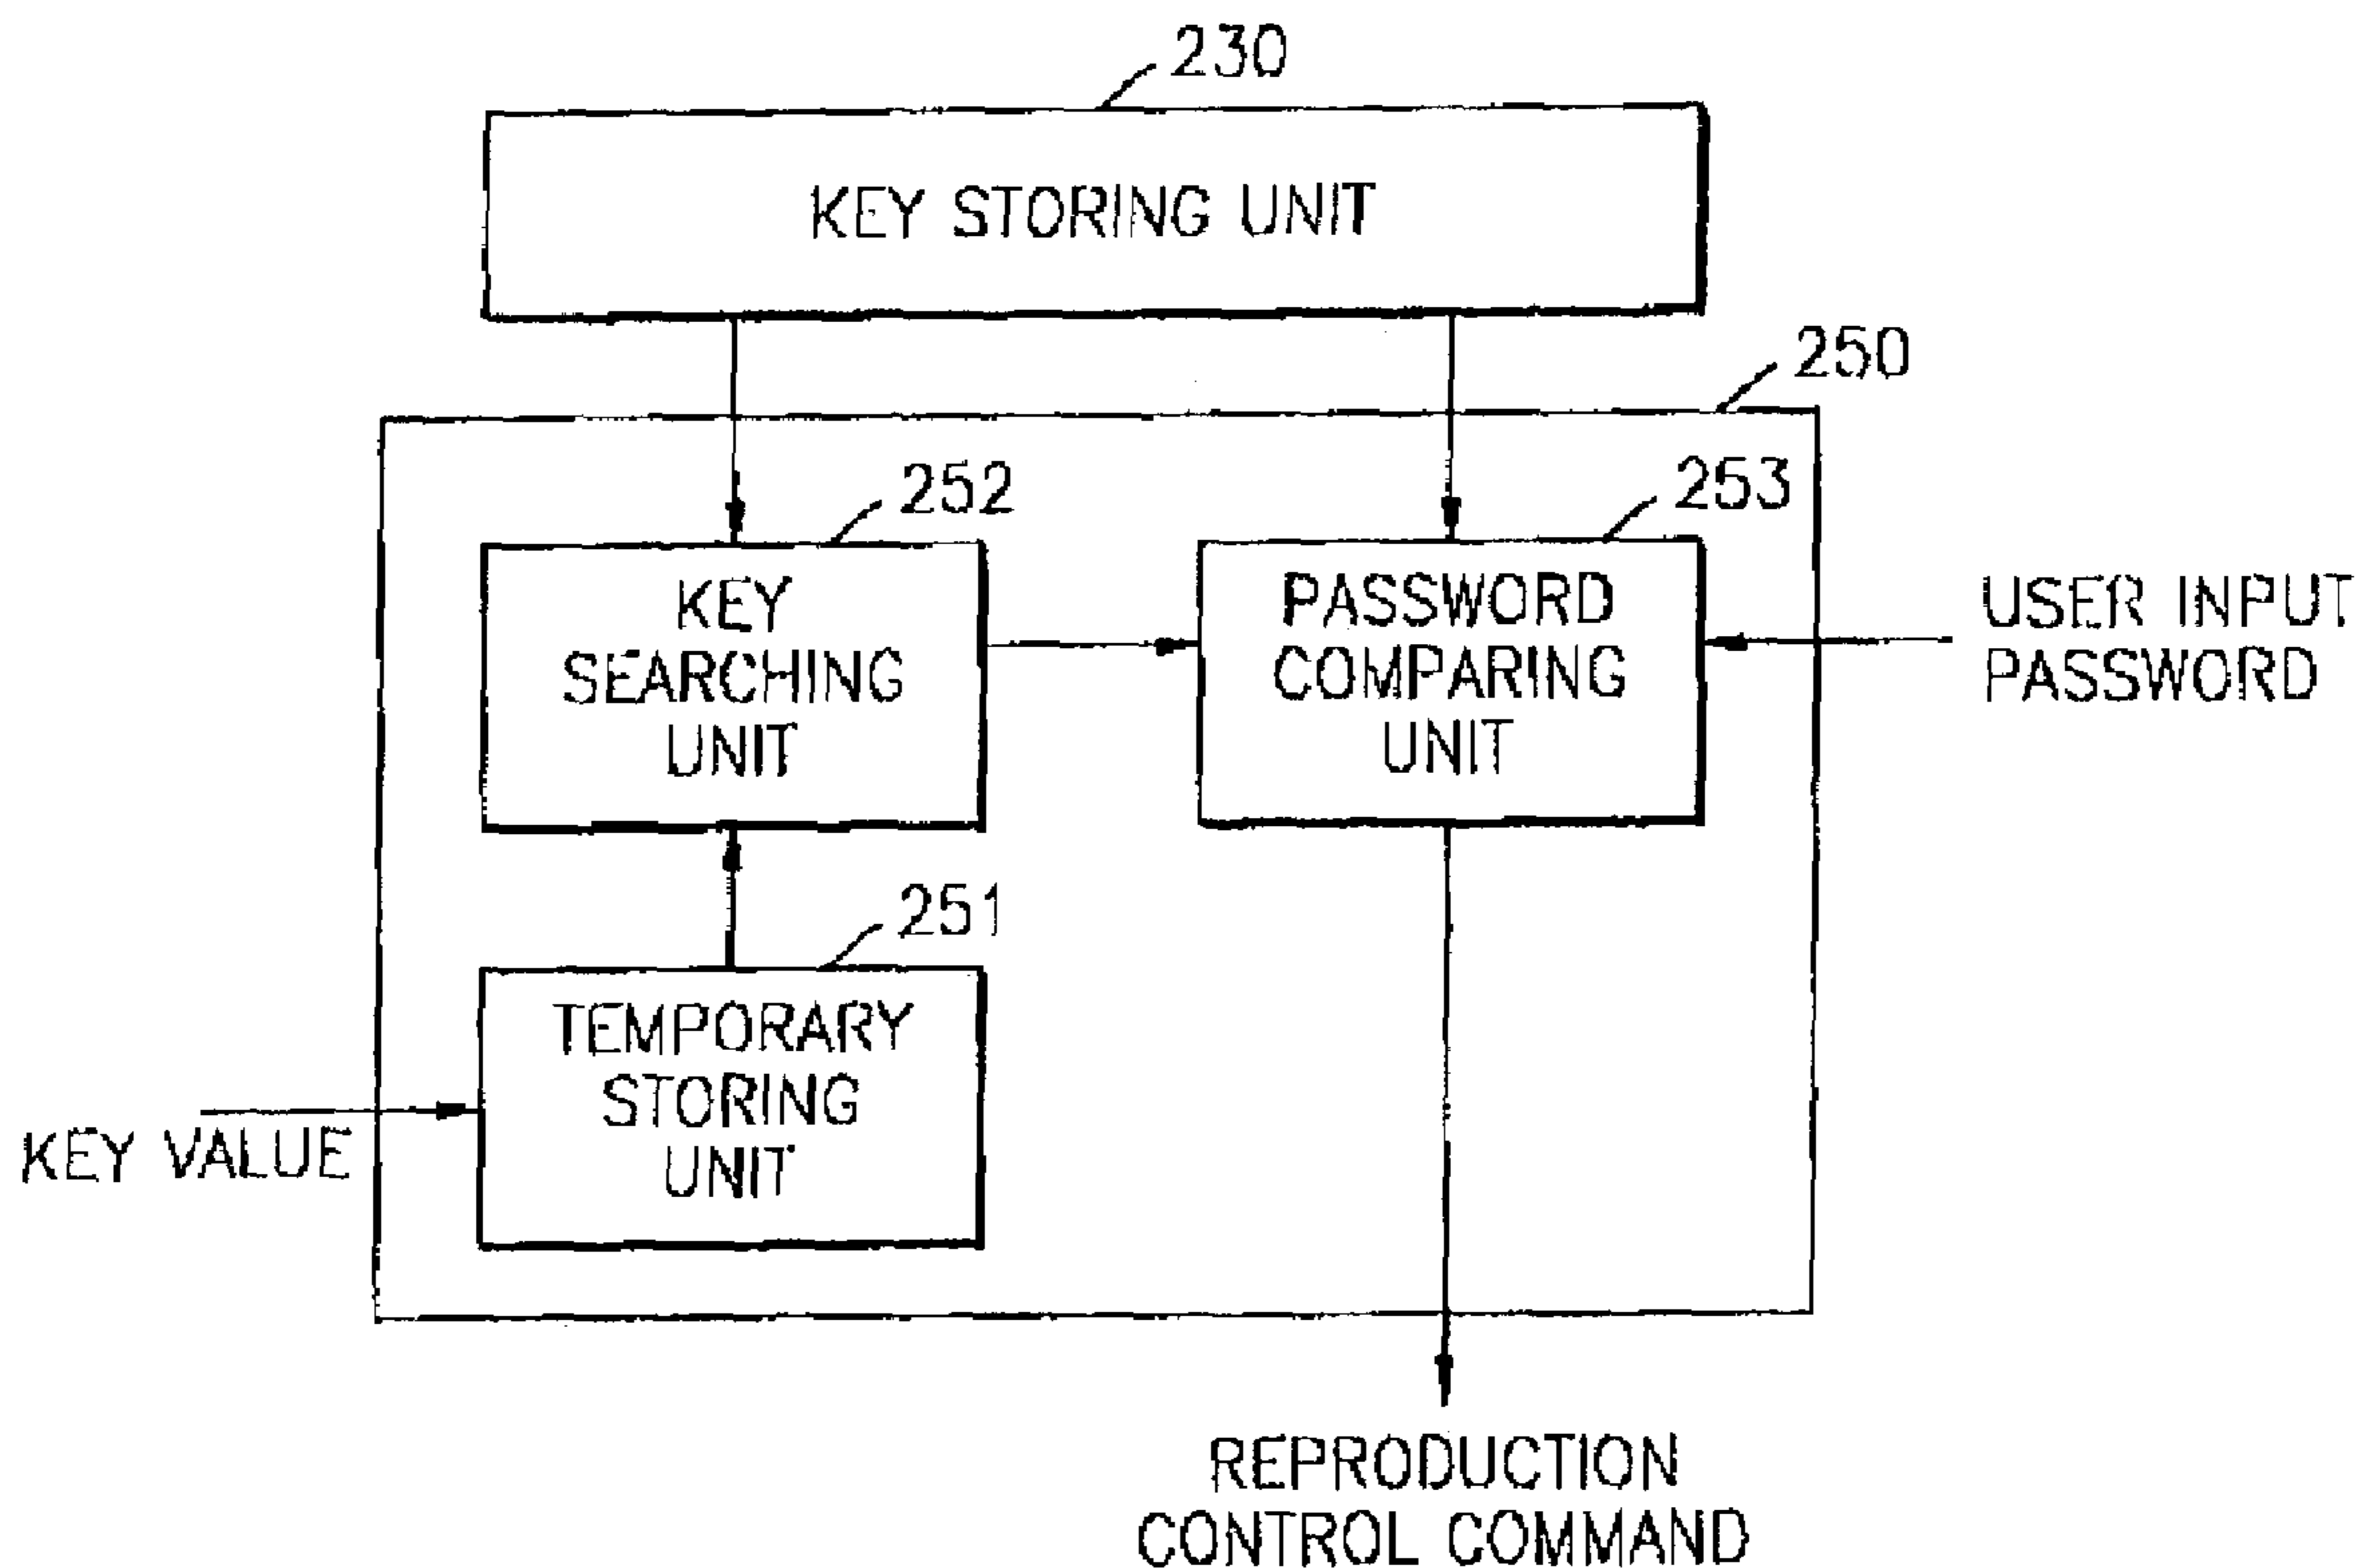 230
KEY STORING UNIT
250
252
253
KEY
SEARCHING
UNIT
PASSWORD
COMPARING
UNIT
USER INPUT
PASSWORD
251
TEMPORARY
STORING
UNIT
KEY VALUE
REPRODUCTION
CONTROL COMMAND